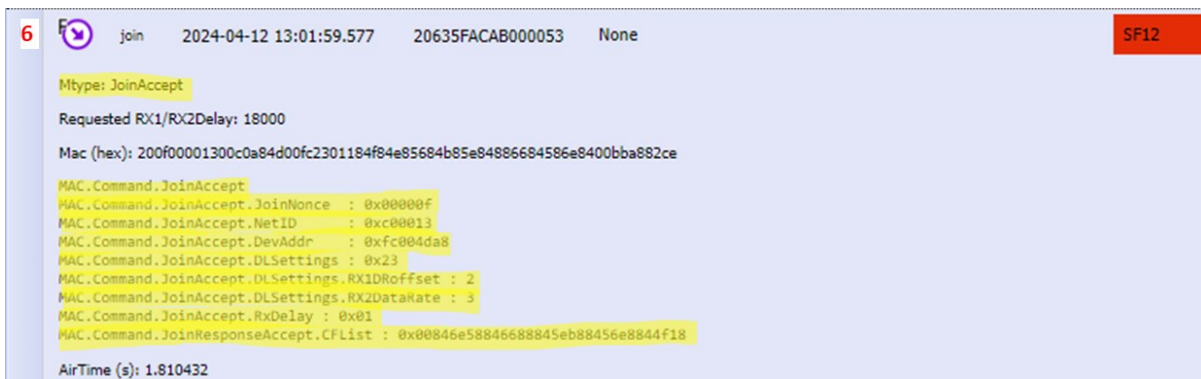 6 join 2024-04-12 13:01:59.577 20635FACAB000053 None SF12
Mtype: JoinAccept
Requested RX1/RX2Delay: 18000
Mac (hex): 200f00001300c0a84d00fc2301184f84e85684b85e84886684586e8400bba882ce
MAC.Command.JoinAccept
MAC.Command.JoinAccept.JoinNonce : 0x00000f
MAC.Command.JoinAccept.NetID : 0xc00013
MAC.Command.JoinAccept.DevAddr : 0xfc004da8
MAC.Command.JoinAccept.DLSettings : 0x23
MAC.Command.JoinAccept.DLSettings.RX1DRoffset : 2
MAC.Command.JoinAccept.DLSettings.RX2DataRate : 3
MAC.Command.JoinAccept.RxDelay : 0x01
MAC.Command.JoinResponseAccept.CFList : 0x00846e58846688845eb88456e8844f18
AirTime (s): 1.810432